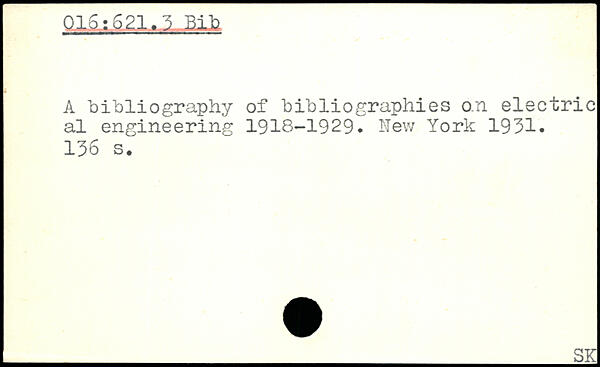 016:621.3 Bib
A bibliography of bibliographies on electric
al engineering 1918-1929. New York 1931.
136 s.
SK